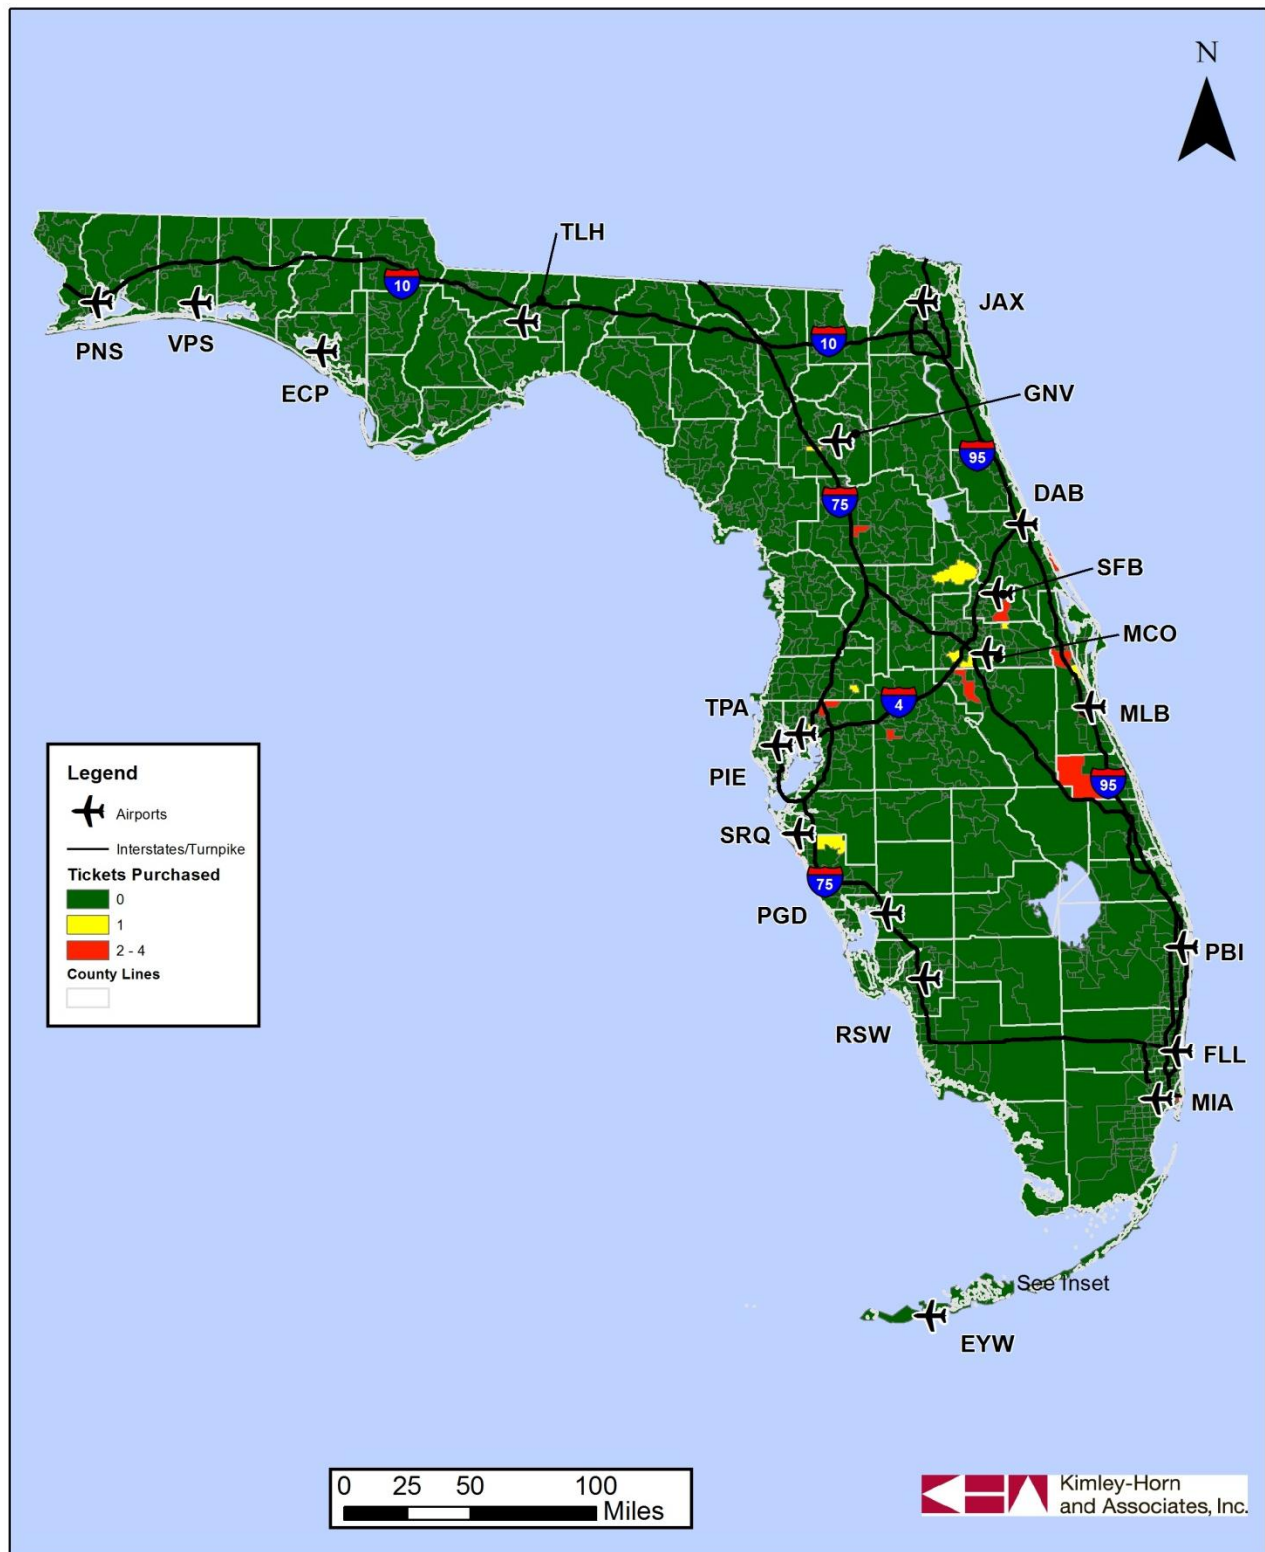 N
TLH
10
JAX
PNS
VPS
10
ECP
GNV
95
75
DAB
SFB
MCO
TPA
4
MLB
PIE
95
SRQ
75
PGD
PBI
RSW
FLL
MIA
See Inset
EYW
Legend
Airports
Interstates/Turnpike
Tickets Purchased
0
1
2 - 4
County Lines
0 25 50 100
Miles
Kimley-Horn
and Associates, Inc.